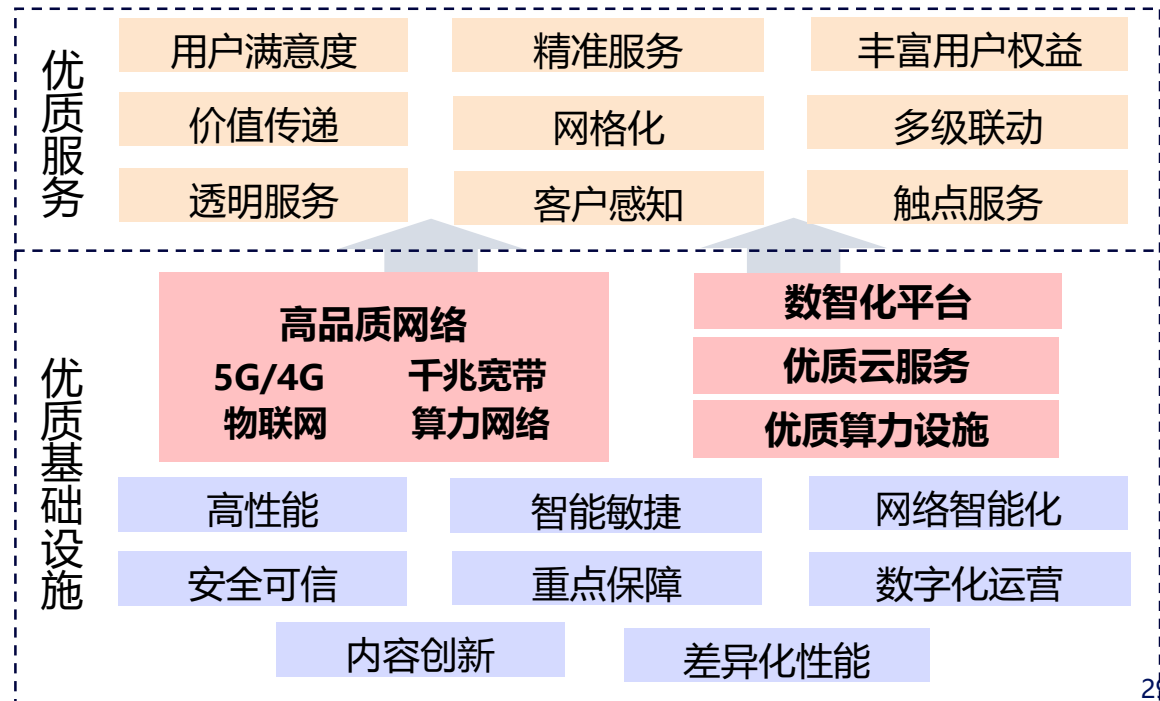 优质服务
用户满意度 精准服务 丰富用户权益
价值传递 网格化 多级联动
透明服务 客户感知 触点服务
优质基础设施
高品质网络
5G/4G 千兆宽带
物联网 算力网络
数智化平台
优质云服务
优质算力设施
高性能 智能敏捷 网络智能化
安全可信 重点保障 数字化运营
内容创新 差异化性能